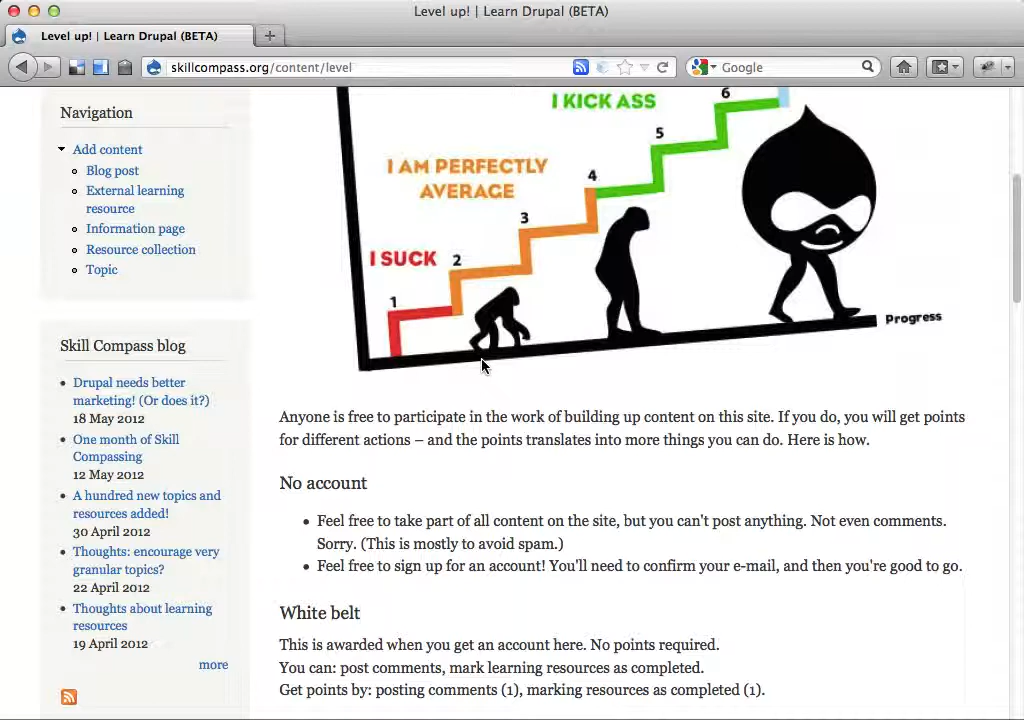 Level up! | Learn Drupal (BETA)
Level up! | Learn Drupal (BETA)
skillcompass.org/content/level
Google
Navigation
Add content
Blog post
External learning
resource
Information page
Resource collection
Topic
Skill Compass blog
Drupal needs better
marketing! (Or does it?)
18 May 2012
One month of Skill
Compassing
12 May 2012
A hundred new topics and
resources added!
30 April 2012
Thoughts: encourage very
granular topics?
22 April 2012
Thoughts about learning
resources
19 April 2012
more
6
I KICK ASS
5
I AM PERFECTLY
AVERAGE
4
3
I SUCK
2
1
Progress
Anyone is free to participate in the work of building up content on this site. If you do, you will get points
for different actions – and the points translates into more things you can do. Here is how.
No account
Feel free to take part of all content on the site, but you can't post anything. Not even comments.
Sorry. (This is mostly to avoid spam.)
Feel free to sign up for an account! You'll need to confirm your e-mail, and then you're good to go.
White belt
This is awarded when you get an account here. No points required.
You can: post comments, mark learning resources as completed.
Get points by: posting comments (1), marking resources as completed (1).